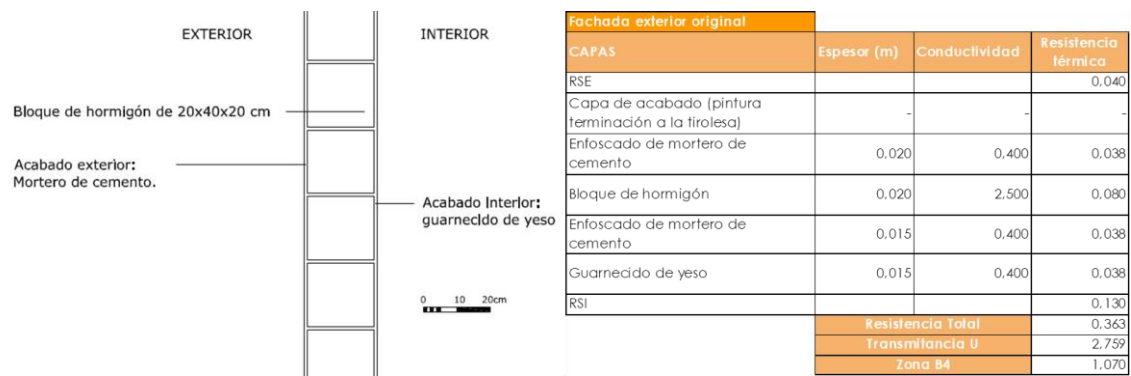 EXTERIOR
INTERIOR
Bloque de hormigón de 20x40x20 cm
Acabado exterior:
Mortero de cemento.
Acabado Interior:
guarnecido de yeso
0 10 20cm
Fachada exterior original
CAPAS Espesor (m) Conductividad Resistencia térmica
RSE 0,040
Capa de acabado (pintura
terminación a la tirolesa) - - -
Enfoscado de mortero de
cemento 0,020 0,400 0,038
Bloque de hormigón 0,020 2,500 0,080
Enfoscado de mortero de
cemento 0,015 0,400 0,038
Guarnecido de yeso 0,015 0,400 0,038
RSI 0,130
Resistencia Total 0,363
Transmitancia U 2,759
Zona B4 1,070